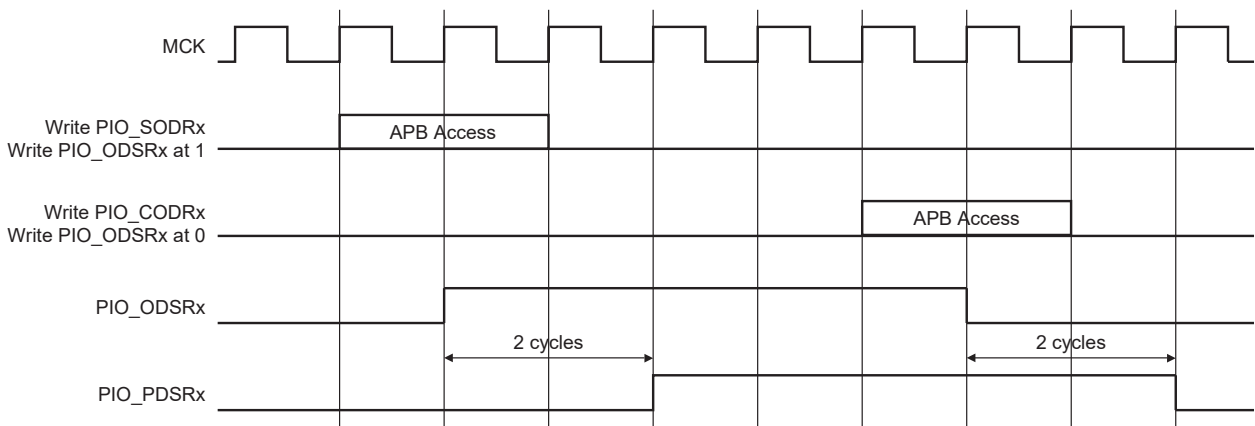 MCK
Write PIO_SODRx
Write PIO_ODSRx at 1
APB Access
Write PIO_CODRx
Write PIO_ODSRx at 0
APB Access
PIO_ODSRx
2 cycles
2 cycles
PIO_PDSRx